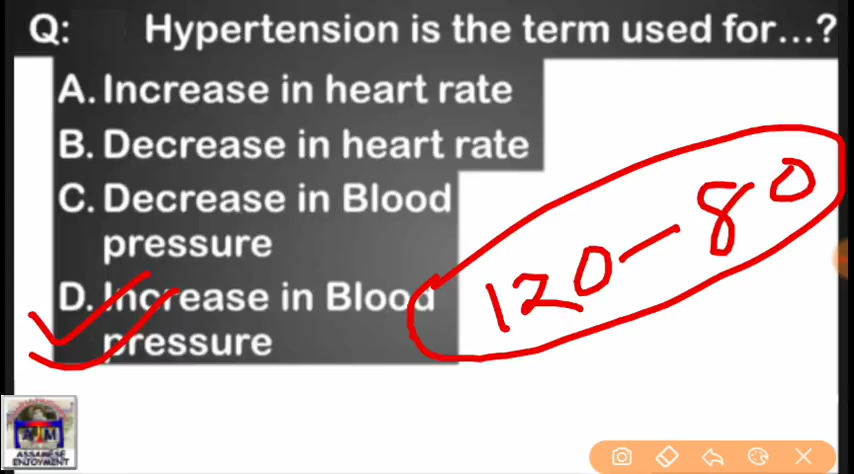 Q: Hypertension is the term used for...?
A. Increase in heart rate
B. Decrease in heart rate
C. Decrease in Blood
pressure
D. Increase in Blood
pressure
120-80
ASSAMESE
ENJOYMENT